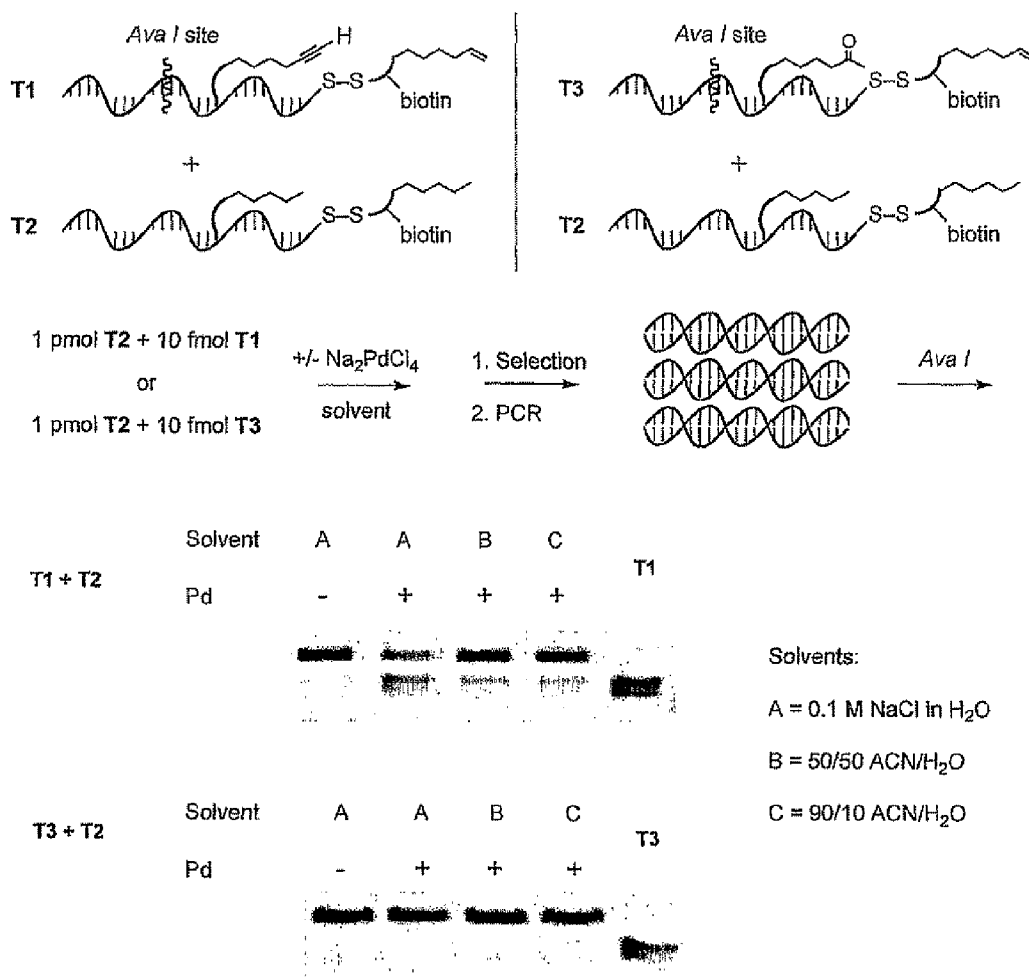 Ava I site
H
T1
S–S
biotin
+
T2
S–S
biotin
Ava I site
O
T3
S–S
biotin
+
T2
S–S
biotin
1 pmol T2 + 10 fmol T1
or
1 pmol T2 + 10 fmol T3
+/- Na₂PdCl₄
solvent
1. Selection
2. PCR
Ava I
Solvent A A B C
T1
T1 + T2
Pd - + + +
Solvents:
A = 0.1 M NaCl in H₂O
B = 50/50 ACN/H₂O
C = 90/10 ACN/H₂O
T3 + T2
Solvent A A B C
T3
Pd - + + +